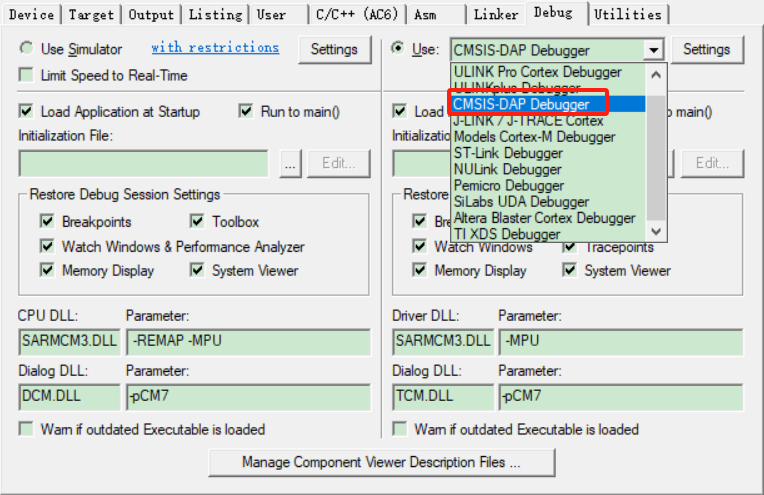 Device Target Output Listing User C/C++ (AC6) Asm Linker Debug Utilities
Use Simulator with restrictions Settings
Limit Speed to Real-Time
Use: CMSIS-DAP Debugger Settings
ULINK Pro Cortex Debugger
ULINKplus Debugger
CMSIS-DAP Debugger
J-LINK / J-TRACE Cortex
Models Cortex-M Debugger
ST-Link Debugger
NULink Debugger
Pemicro Debugger
SiLabs UDA Debugger
Altera Blaster Cortex Debugger
TI XDS Debugger
Load Application at Startup Run to main()
Initialization File:
... Edit...
Restore Debug Session Settings
Breakpoints Toolbox
Watch Windows & Performance Analyzer
Memory Display System Viewer
Load main()
Edit...
Restore
Watch Windows Tracepoints
Memory Display System Viewer
CPU DLL: Parameter:
SARMCM3.DLL -REMAP -MPU
Dialog DLL: Parameter:
DCM.DLL -pCM7
Warn if outdated Executable is loaded
Driver DLL: Parameter:
SARMCM3.DLL -MPU
Dialog DLL: Parameter:
TCM.DLL -pCM7
Warn if outdated Executable is loaded
Manage Component Viewer Description Files ...